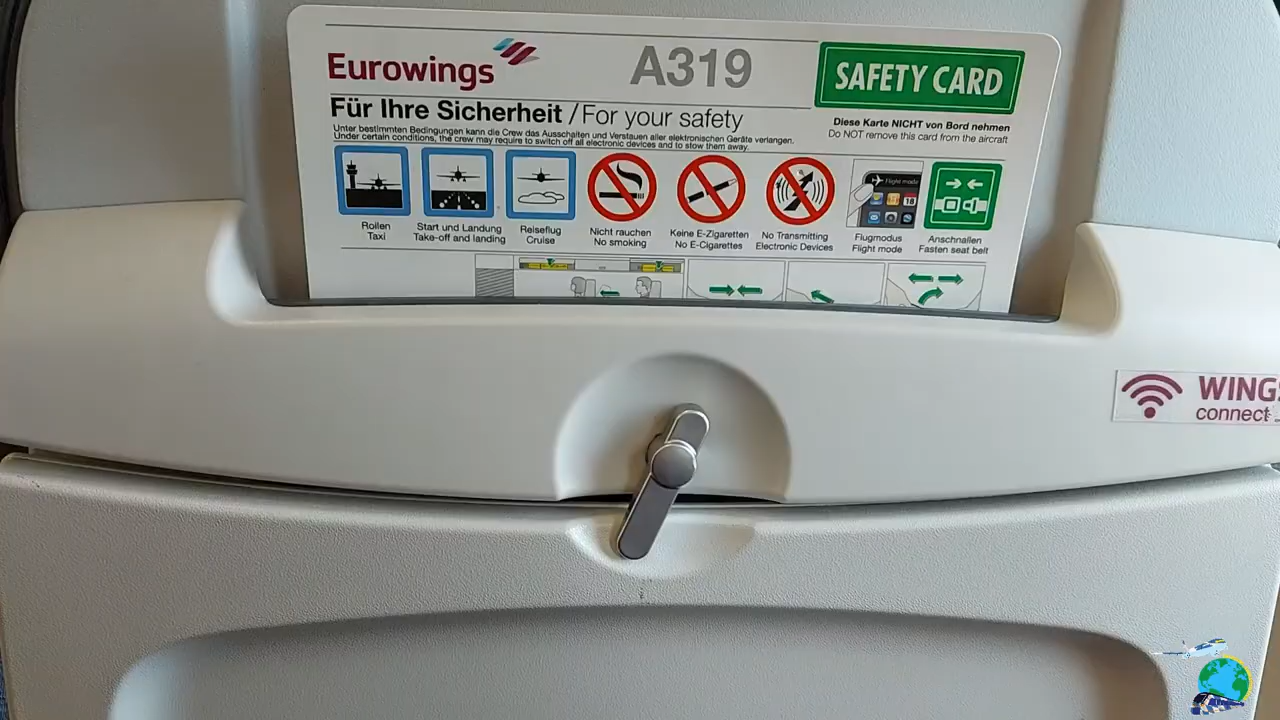 Eurowings
A319
SAFETY CARD
Für Ihre Sicherheit / For your safety
Diese Karte NICHT von Bord nehmen
Do NOT remove this card from the aircraft
Unter bestimmten Bedingungen kann die Crew das Ausschalten und Verstauen aller elektronischen Geräte verlangen.
Under certain conditions, the crew may require to switch off all electronic devices and to stow them away.
Flight mode
18
Rollen
Taxi
Start und Landung
Take-off and landing
Reiseflug
Cruise
Nicht rauchen
No smoking
Keine E-Zigaretten
No E-Cigarettes
No Transmitting
Electronic Devices
Flugmodus
Flight mode
Anschnallen
Fasten seat belt
WINGS
connect